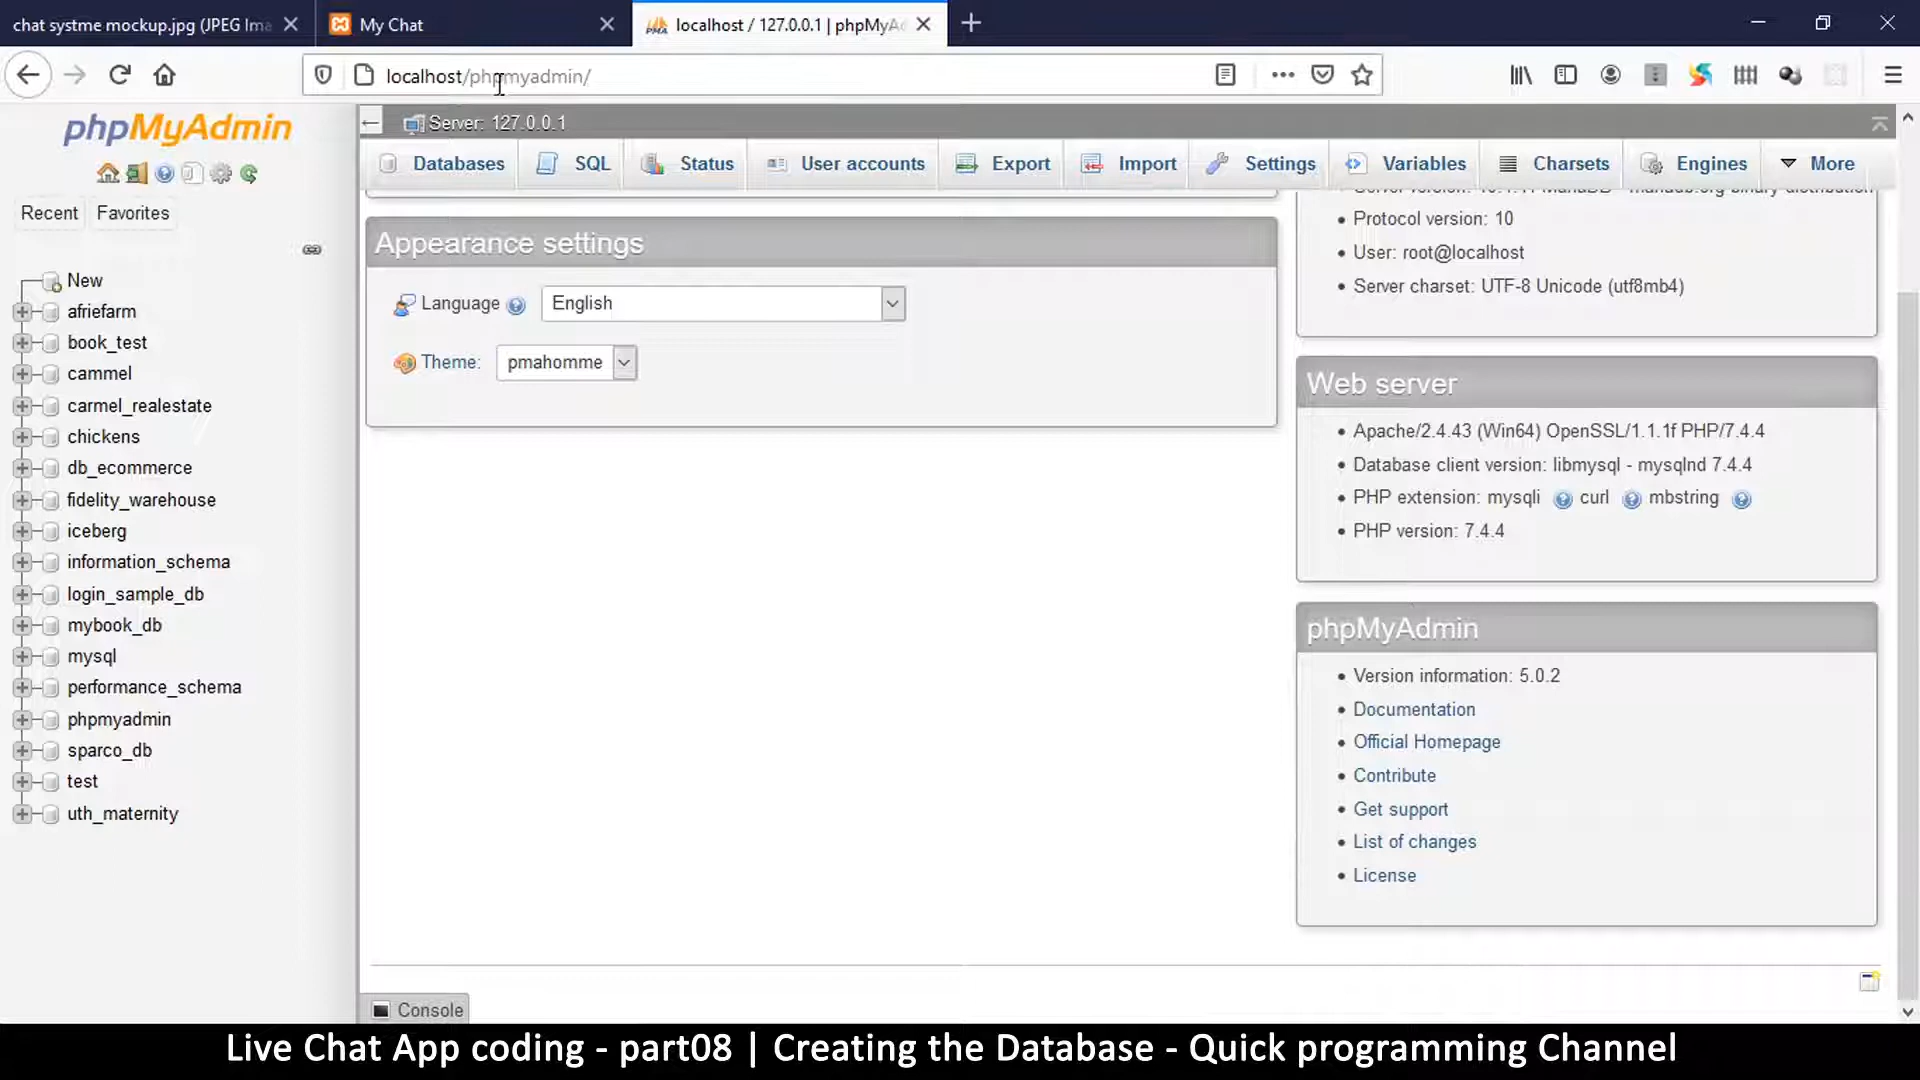 chat systme mockup.jpg (JPEG Ima
My Chat
localhost / 127.0.0.1 | phpMyAd
localhost/phpmyadmin/
phpMyAdmin
Recent
Favorites
New
afriefarm
book_test
cammel
carmel_realestate
chickens
db_ecommerce
fidelity_warehouse
iceberg
information_schema
login_sample_db
mybook_db
mysql
performance_schema
phpmyadmin
sparco_db
test
uth_maternity
Server: 127.0.0.1
Databases
SQL
Status
User accounts
Export
Import
Settings
Variables
Charsets
Engines
More
Appearance settings
Language
English
Theme:
pmahomme
Protocol version: 10
User: root@localhost
Server charset: UTF-8 Unicode (utf8mb4)
Web server
Apache/2.4.43 (Win64) OpenSSL/1.1.1f PHP/7.4.4
Database client version: libmysql - mysqlnd 7.4.4
PHP extension: mysqli curl mbstring
PHP version: 7.4.4
phpMyAdmin
Version information: 5.0.2
Documentation
Official Homepage
Contribute
Get support
List of changes
License
Console
Live Chat App coding - part08 | Creating the Database - Quick programming Channel